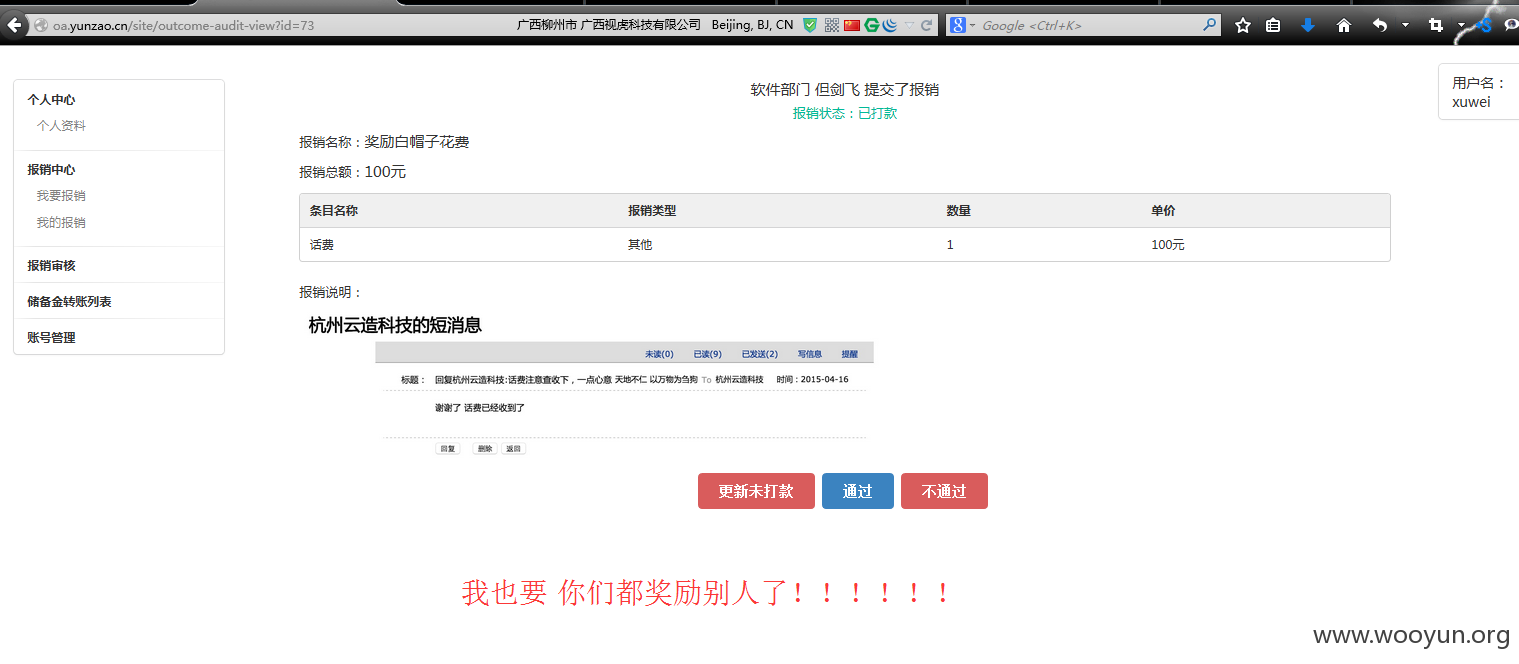 oa.yunzao.cn/site/outcome-audit-view?id=73 广西柳州市 广西视虎科技有限公司 Beijing, BJ, CN Google <Ctrl+K>
用户名：
xuwei
个人中心
个人资料
报销中心
我要报销
我的报销
报销审核
储备金转账列表
账号管理
软件部门 但剑飞 提交了报销
报销状态：已打款
报销名称：奖励白帽子花费
报销总额：100元
条目名称 报销类型 数量 单价
话费 其他 1 100元
报销说明：
杭州云造科技的短消息
未读(0) 已读(9) 已发送(2) 写信息 提醒
标题： 回复杭州云造科技:话费注意查收下，一点心意 天地不仁 以万物为刍狗 To 杭州云造科技 时间：2015-04-16
谢谢了 话费已经收到了
回复 删除 返回
更新未打款 通过 不通过
我也要 你们都奖励别人了！！！！！！
www.wooyun.org